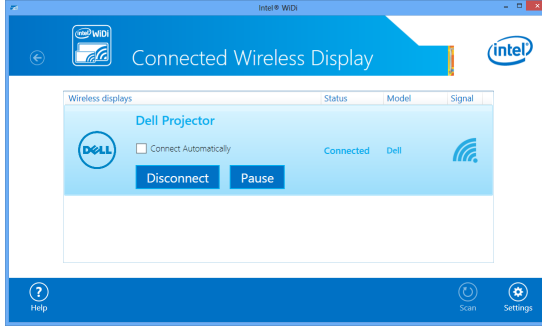 Intel® WiDi
intel WiDi
Connected Wireless Display
intel
Wireless displays Status Model Signal
Dell Projector
DELL
Connect Automatically
Connected Dell
Disconnect Pause
? Help
Scan
Settings